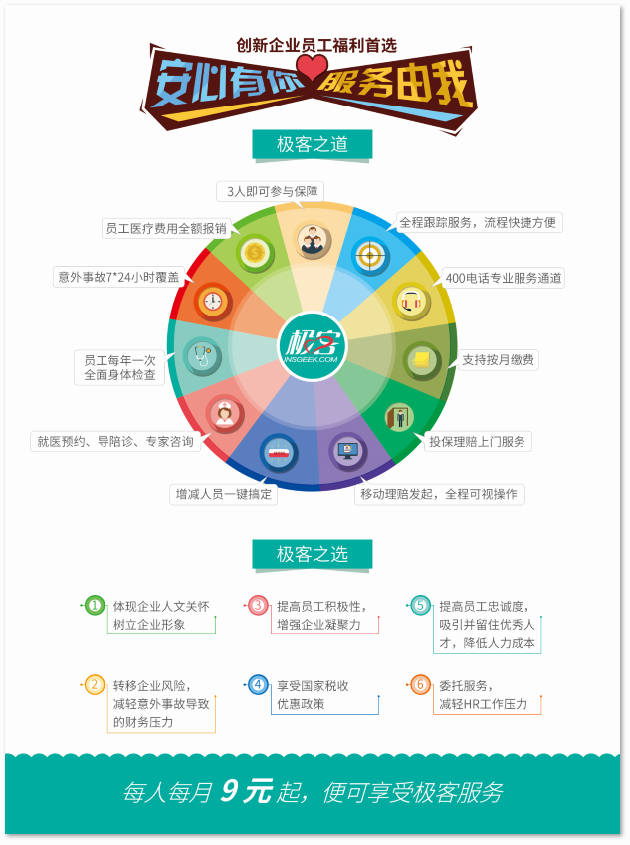 创新企业员工福利首选
安心有你 服务由我
极客之道
3人即可参与保障
员工医疗费用全额报销
全程跟踪服务，流程快捷方便
意外事故7*24小时覆盖
400电话专业服务通道
员工每年一次
全面身体检查
支持按月缴费
就医预约、导陪诊、专家咨询
投保理赔上门服务
增减人员一键搞定
移动理赔发起，全程可视操作
极客
INSGEEK.COM
极客之选
1 体现企业人文关怀
树立企业形象
3 提高员工积极性，
增强企业凝聚力
5 提高员工忠诚度，
吸引并留住优秀人
才，降低人力成本
2 转移企业风险，
减轻意外事故导致
的财务压力
4 享受国家税收
优惠政策
6 委托服务，
减轻HR工作压力
每人每月 9 元 起，便可享受极客服务